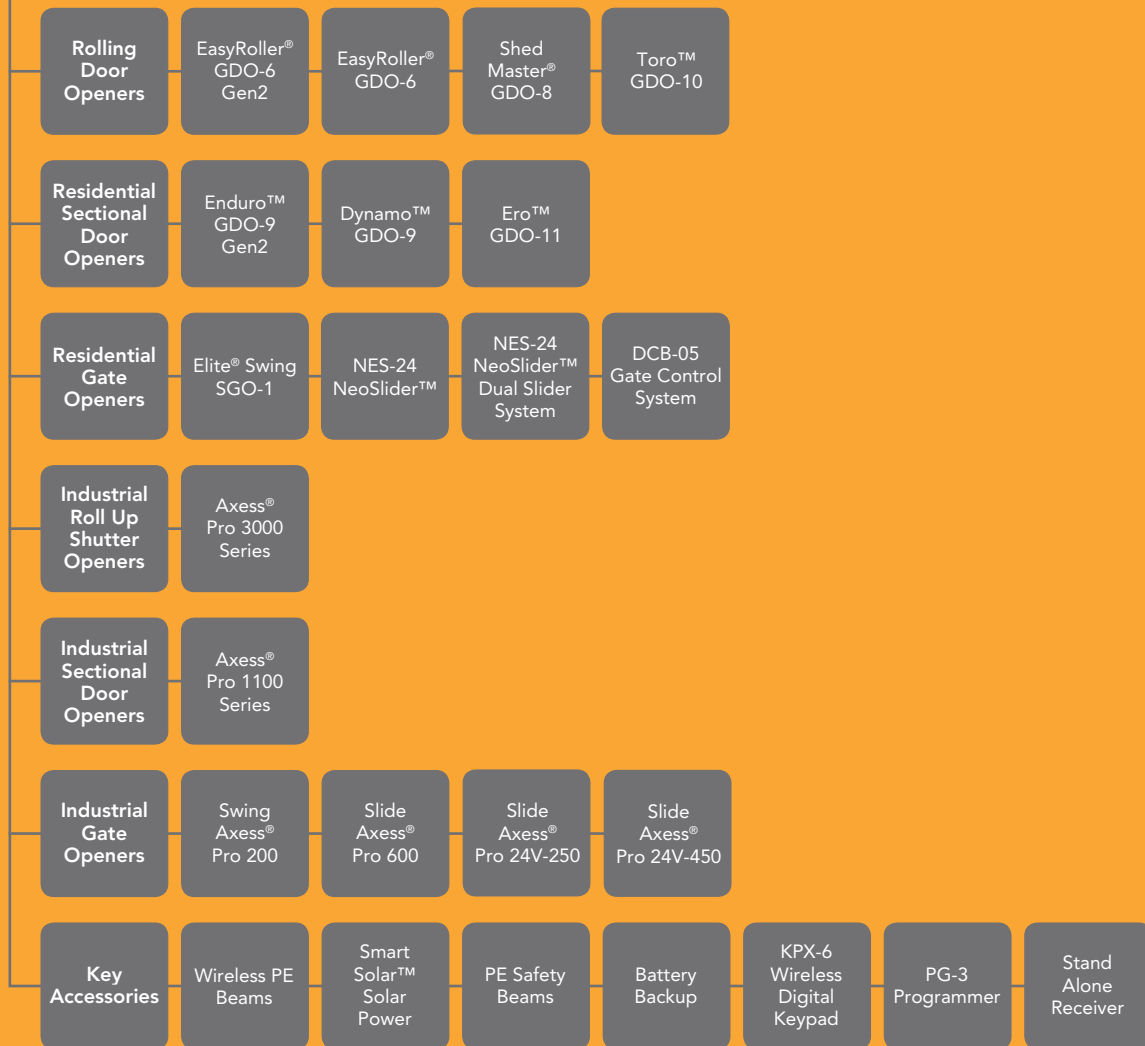 Rolling
Door
Openers
EasyRoller®
GDO-6
Gen2
EasyRoller®
GDO-6
Shed
Master®
GDO-8
Toro™
GDO-10
Residential
Sectional
Door
Openers
Enduro™
GDO-9
Gen2
Dynamo™
GDO-9
Ero™
GDO-11
Residential
Gate
Openers
Elite® Swing
SGO-1
NES-24
NeoSlider™
NES-24
NeoSlider™
Dual Slider
System
DCB-05
Gate Control
System
Industrial
Roll Up
Shutter
Openers
Axess®
Pro 3000
Series
Industrial
Sectional
Door
Openers
Axess®
Pro 1100
Series
Industrial
Gate
Openers
Swing
Axess®
Pro 200
Slide
Axess®
Pro 600
Slide
Axess®
Pro 24V-250
Slide
Axess®
Pro 24V-450
Key
Accessories
Wireless PE
Beams
Smart
Solar™
Solar
Power
PE Safety
Beams
Battery
Backup
KPX-6
Wireless
Digital
Keypad
PG-3
Programmer
Stand
Alone
Receiver